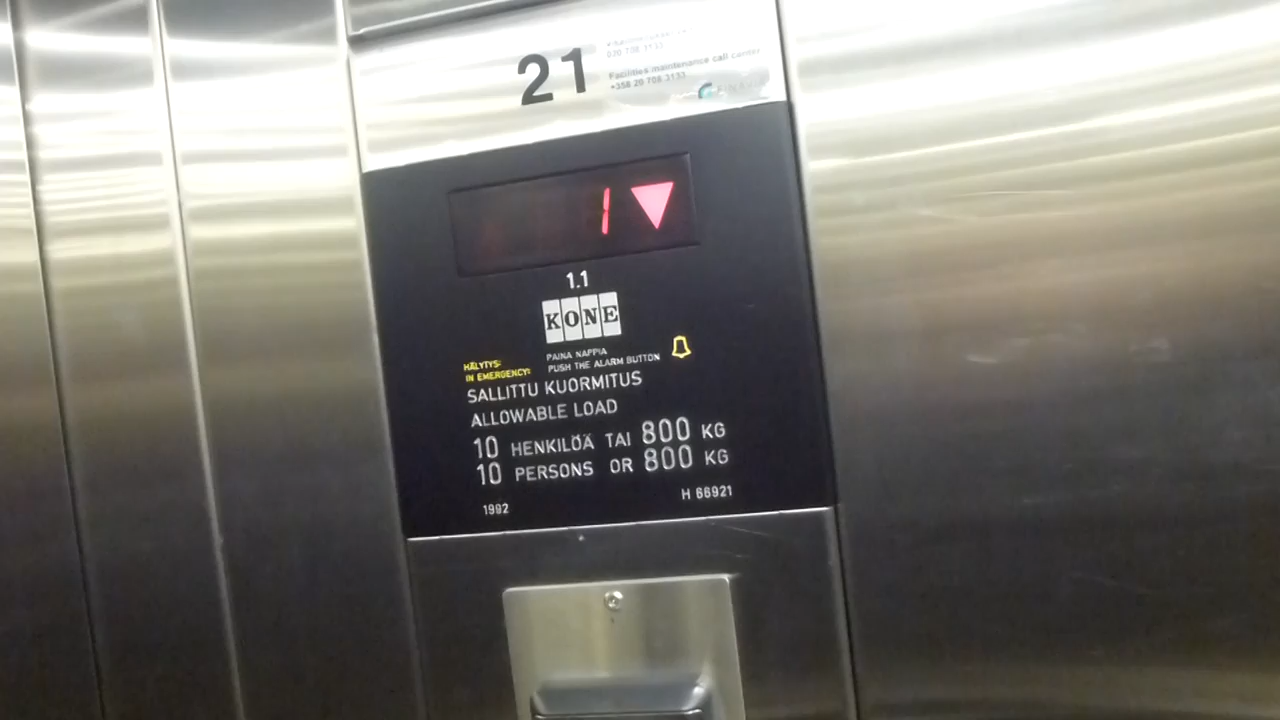 21
Facilities maintenance call center
+358 20 708 3133
1
1.1
KONE
HÄLYTYS: PAINA NAPPIA
IN EMERGENCY: PUSH THE ALARM BUTTON
SALLITTU KUORMITUS
ALLOWABLE LOAD
10 HENKILÖÄ TAI 800 KG
10 PERSONS OR 800 KG
1992 H 66921